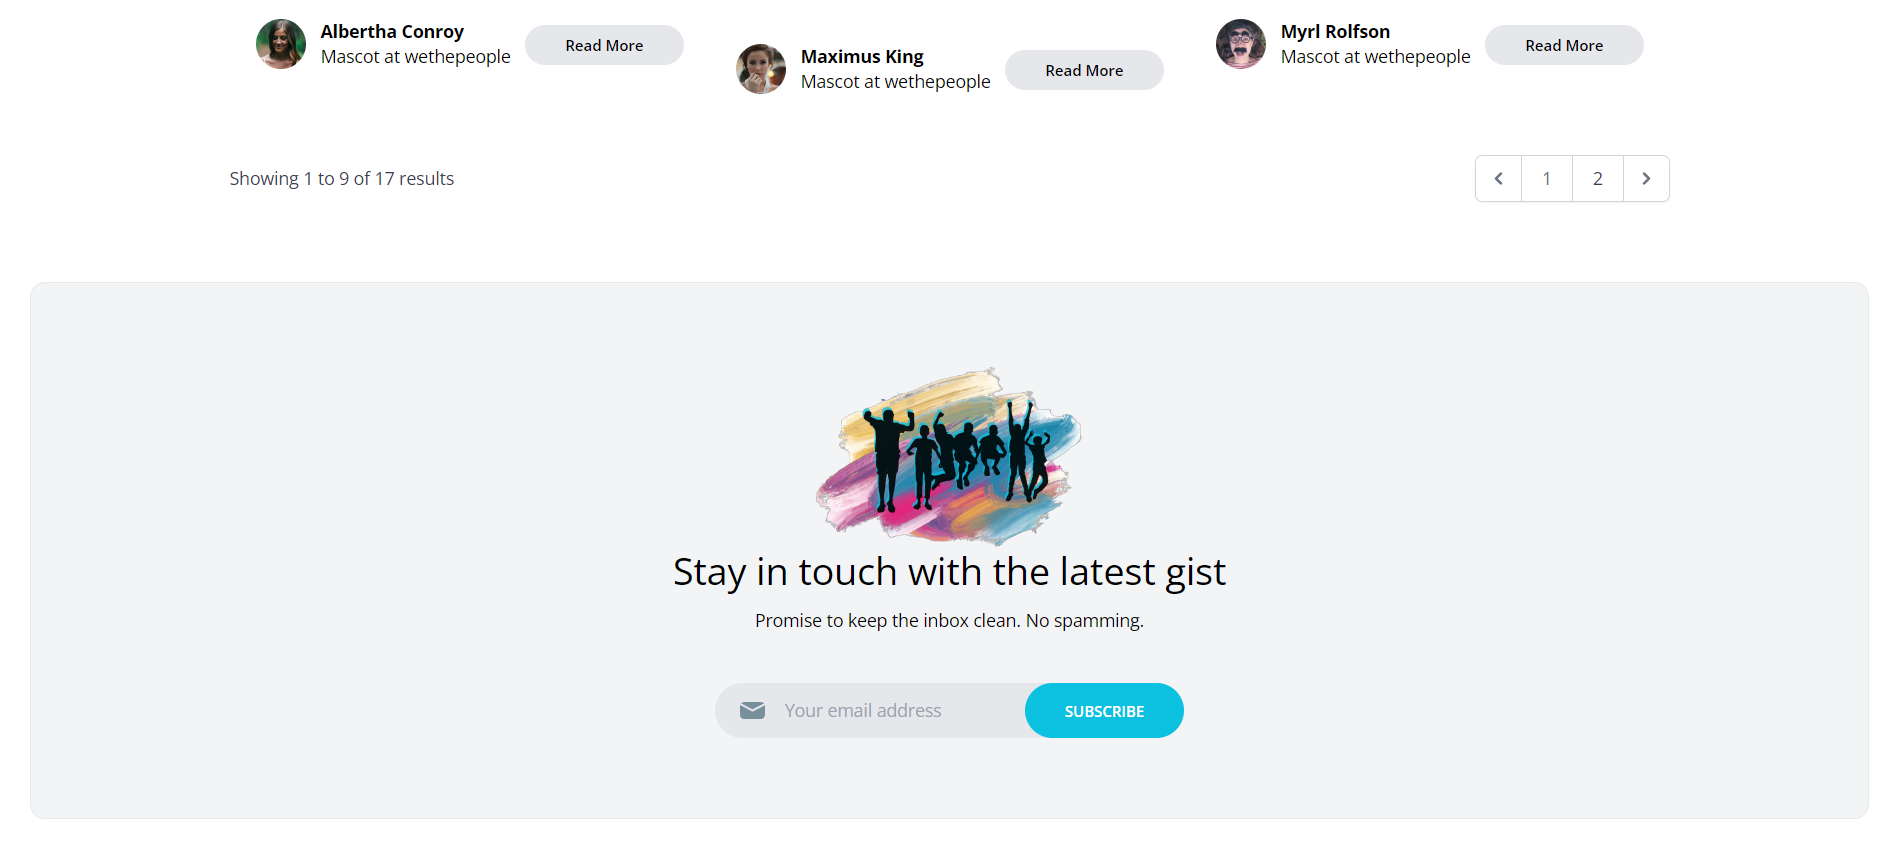 Albertha Conroy
Mascot at wethepeople
Read More
Maximus King
Mascot at wethepeople
Read More
Myrl Rolfson
Mascot at wethepeople
Read More
Showing 1 to 9 of 17 results
1 2
Stay in touch with the latest gist
Promise to keep the inbox clean. No spamming.
Your email address
SUBSCRIBE